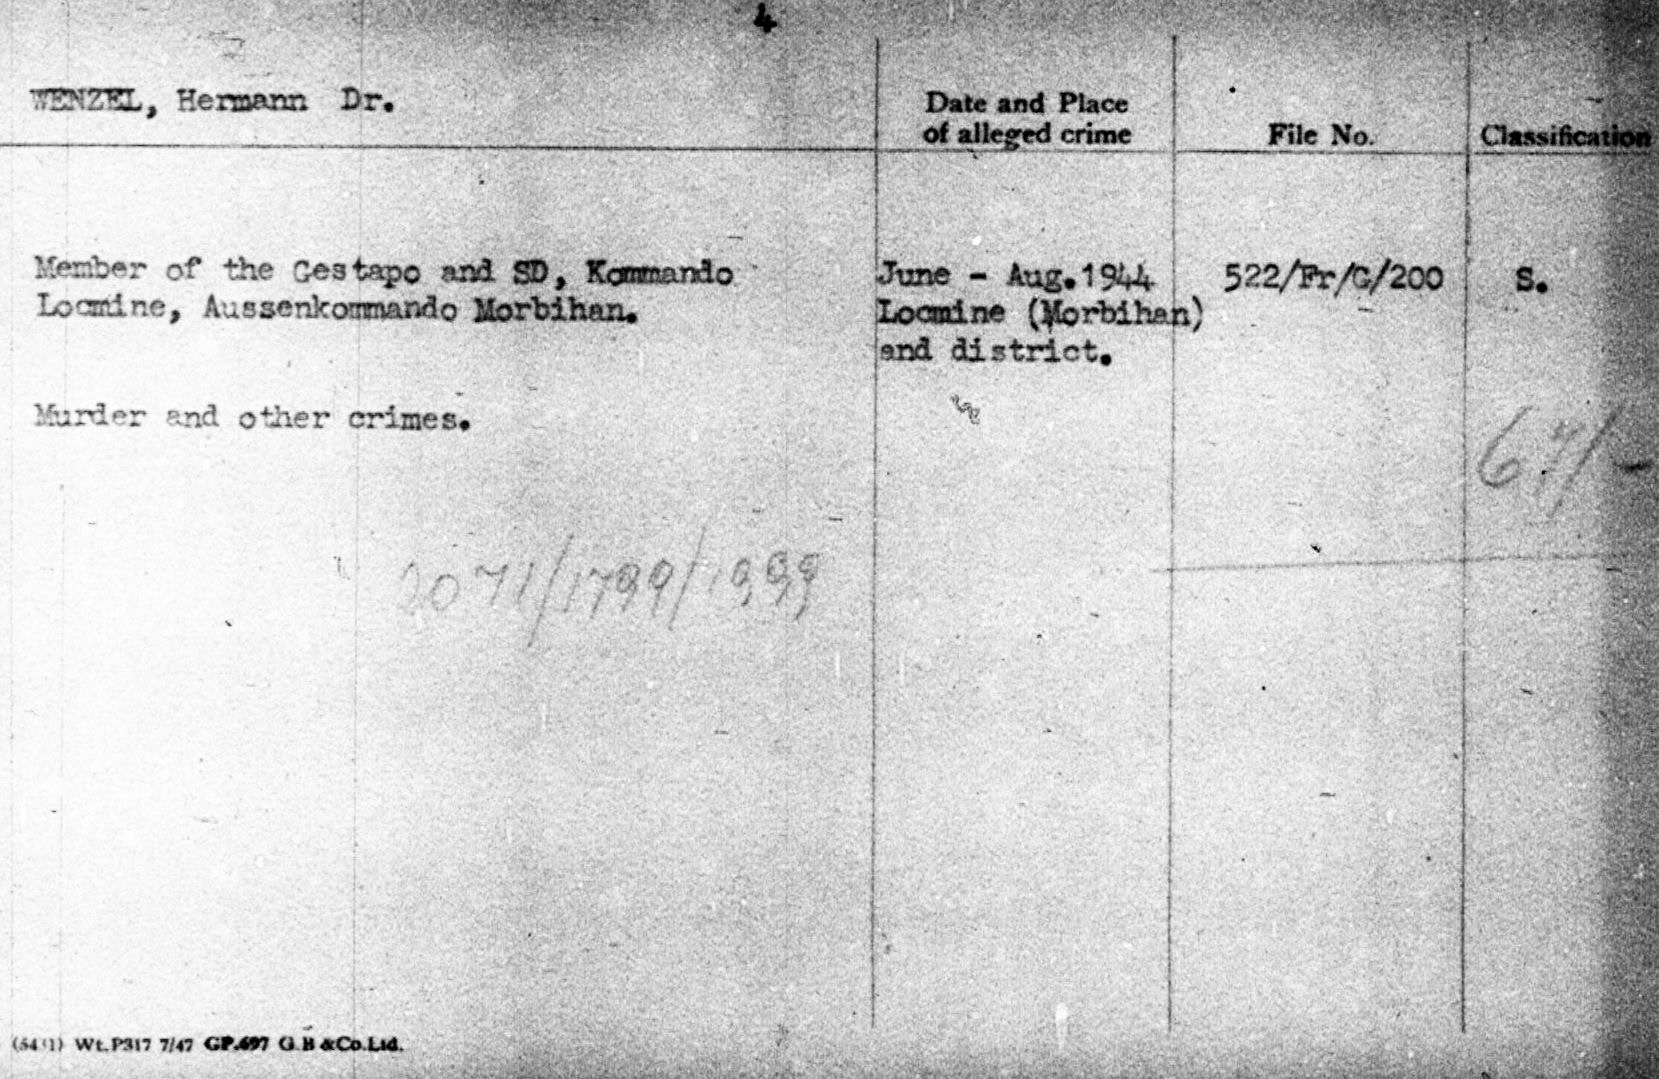 4
WENZEL, Hermann Dr.
Date and Place
of alleged crime
File No.
Classification
Member of the Gestapo and SD, Kommando
Locmine, Aussenkommando Morbihan.
June - Aug.1944
Locmine (Morbihan)
and district.
522/Fr/G/200
S.
Murder and other crimes.
67/-
2071/1799/1999
Wt.P317 7/47 GP.697 G.B &Co.Ltd.